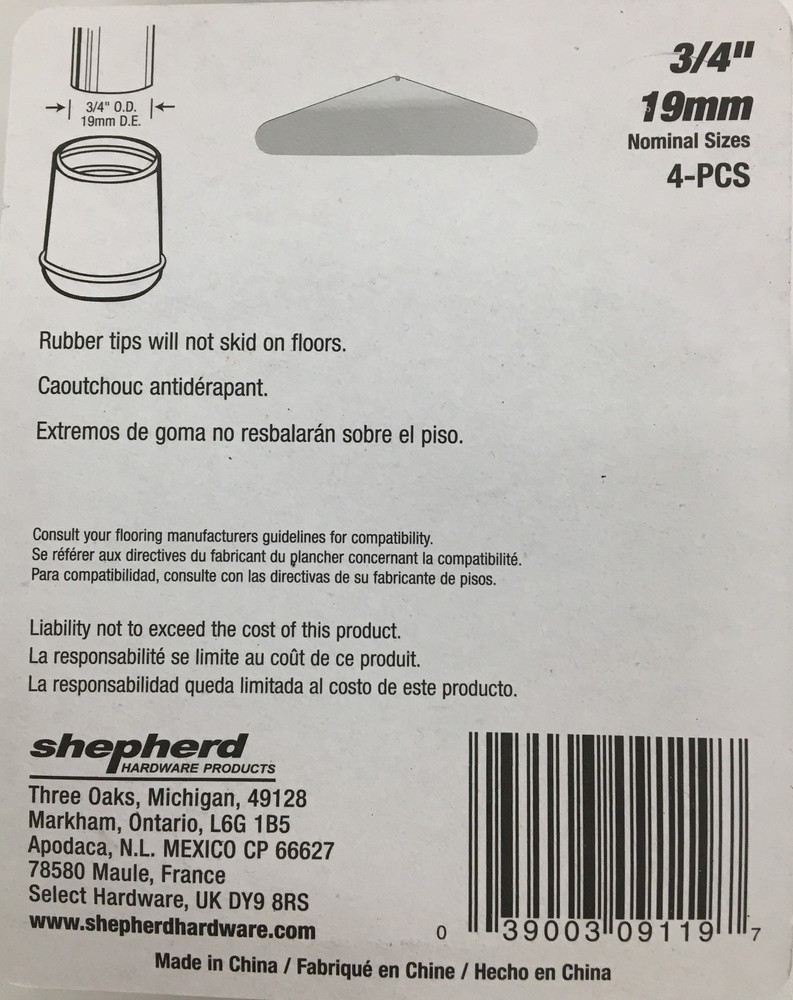 3/4"
19mm
Nominal Sizes
4-PCS
3/4" O.D.
19mm D.E.
Rubber tips will not skid on floors.
Caoutchouc antidérapant.
Extremos de goma no resbalarán sobre el piso.
Consult your flooring manufacturers guidelines for compatibility.
Se référer aux directives du fabricant du plancher concernant la compatibilité.
Para compatibilidad, consulte con las directivas de su fabricante de pisos.
Liability not to exceed the cost of this product.
La responsabilité se limite au coût de ce produit.
La responsabilidad queda limitada al costo de este producto.
shepherd
HARDWARE PRODUCTS
Three Oaks, Michigan, 49128
Markham, Ontario, L6G 1B5
Apodaca, N.L. MEXICO CP 66627
78580 Maule, France
Select Hardware, UK DY9 8RS
www.shepherdhardware.com
0 39003 09119 7
Made in China / Fabriqué en Chine / Hecho en China